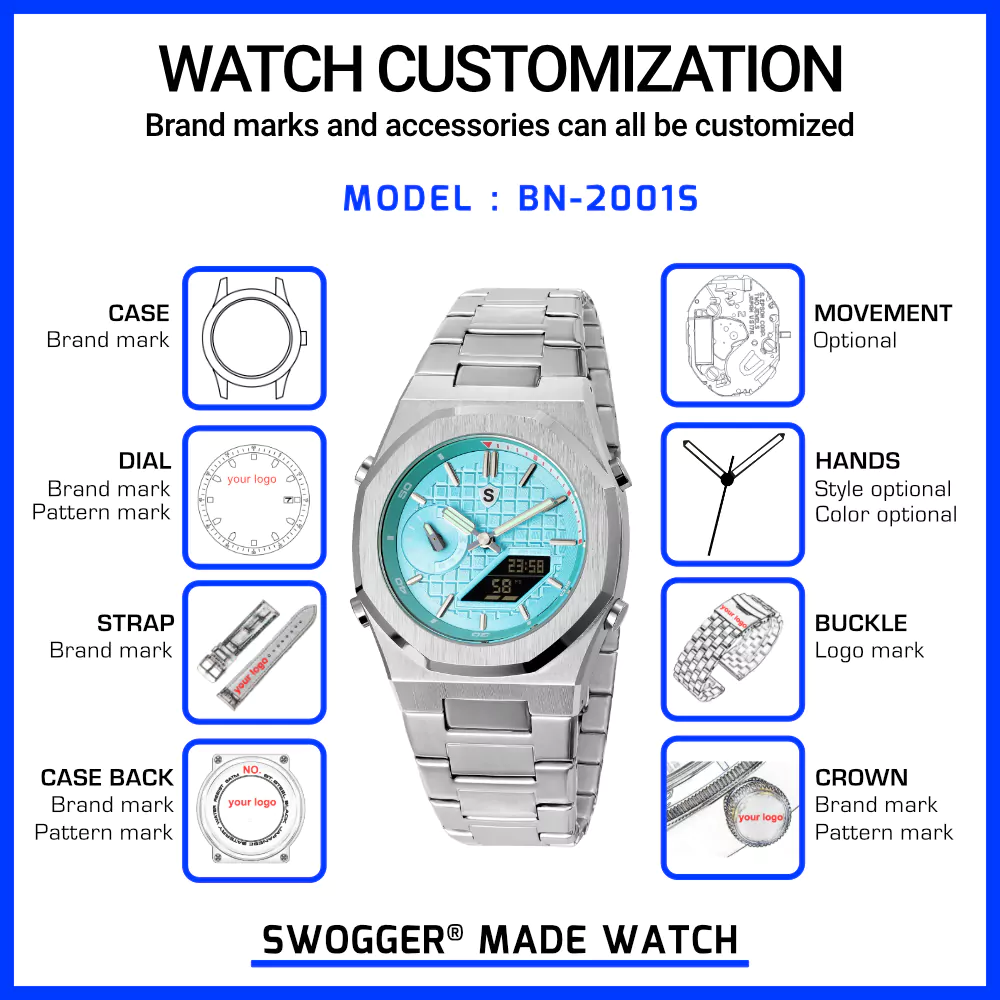 WATCH CUSTOMIZATION
Brand marks and accessories can all be customized
MODEL : BN-2001S
CASE
Brand mark
DIAL
Brand mark
Pattern mark
your logo
STRAP
Brand mark
your logo
CASE BACK
Brand mark
Pattern mark
NO.
your logo
S
23:58
58
MOVEMENT
Optional
HANDS
Style optional
Color optional
BUCKLE
Logo mark
your logo
CROWN
Brand mark
Pattern mark
your logo
SWOGGER® MADE WATCH